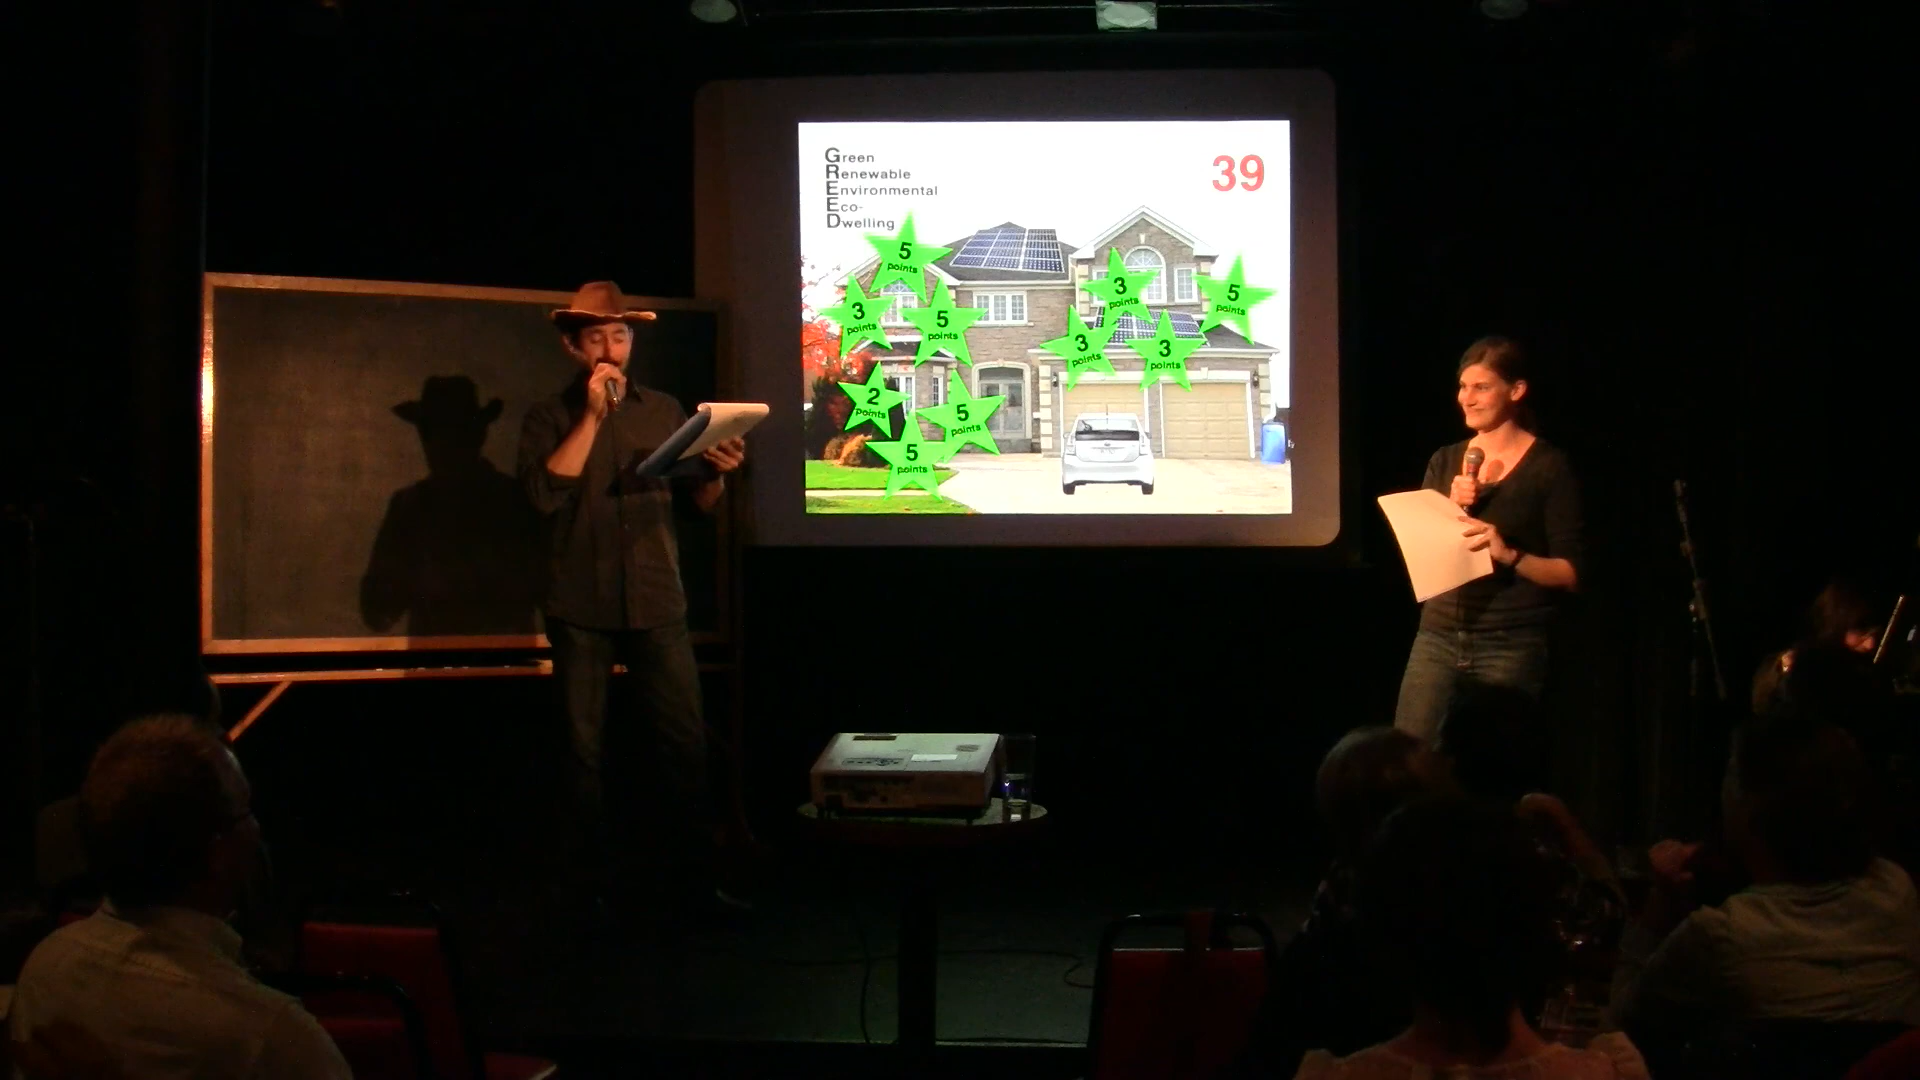 Green
Renewable
Environmental
Eco-
Dwelling
39
5
points
3
points
5
points
3
points
5
points
3
points
3
points
2
points
5
points
5
points